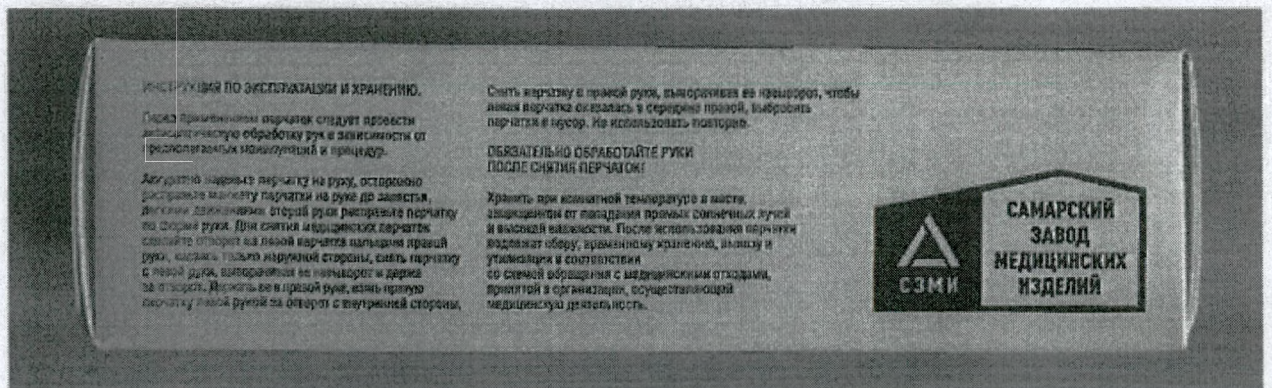 ИНСТРУКЦИЯ ПО ЭКСПЛУАТАЦИИ И ХРАНЕНИЮ.
Перед применением перчаток следует провести
антисептическую обработку рук в зависимости от
предполагаемых манипуляций и процедур.
Аккуратно наденьте перчатку на руку, осторожно
расправьте манжету перчатки на руке до запястья,
легкими движениями второй руки расправьте перчатку
по форме руки. Для снятия медицинских перчаток
сделайте отворот на левой перчатке пальцами правой
руки, касаясь только наружной стороны, снять перчатку
с левой руки, выворачивая ее наизнанку и держа
за отворот. Держать ее в правой руке, взять правую
перчатку левой рукой за отворот с внутренней стороны,
Снять перчатку с правой руки, выворачивая ее наизворот, чтобы
левая перчатка оказалась в середине правой, выбросить
перчатки в мусор. Не использовать повторно.
ОБЯЗАТЕЛЬНО ОБРАБОТАЙТЕ РУКИ
ПОСЛЕ СНЯТИЯ ПЕРЧАТОК!
Хранить при комнатной температуре в месте,
защищенном от попадания прямых солнечных лучей
и высокой влажности. После использования перчатки
подлежат сбору, временному хранению, вывозу и
утилизации в соответствии
со схемой обращения с медицинскими отходами,
принятой в организации, осуществляющей
медицинскую деятельность.
СЗМИ
САМАРСКИЙ
ЗАВОД
МЕДИЦИНСКИХ
ИЗДЕЛИЙ